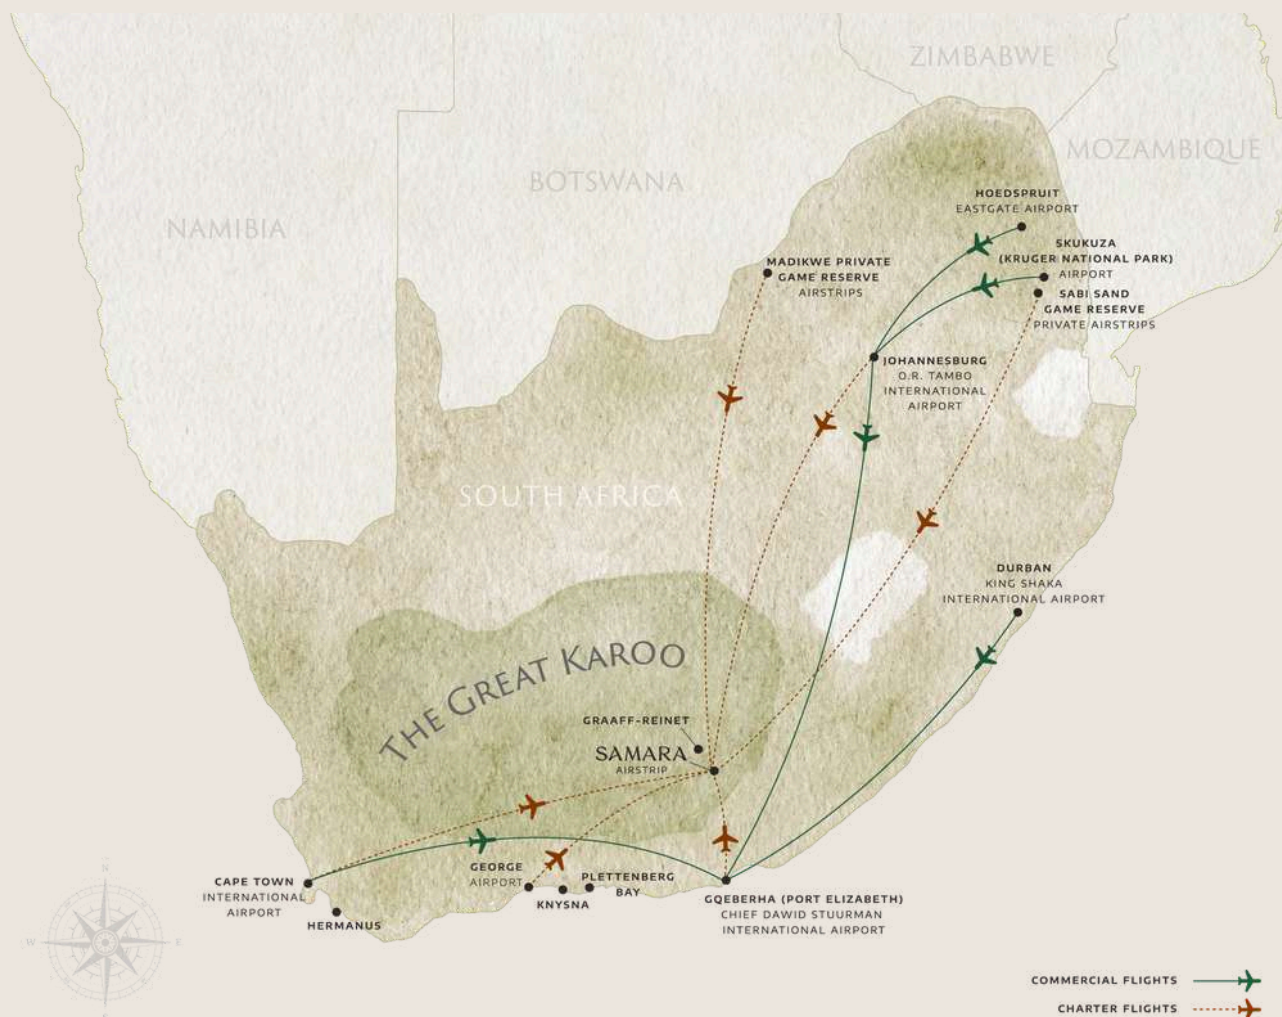 ZIMBABWE
MOZAMBIQUE
BOTSWANA
NAMIBIA
HOEDSPRUIT
EASTGATE AIRPORT
SKUKUZA
(KRUGER NATIONAL PARK)
AIRPORT
MADIKWE PRIVATE
GAME RESERVE
AIRSTRIPS
SABI SAND
GAME RESERVE
PRIVATE AIRSTRIPS
JOHANNESBURG
O.R. TAMBO
INTERNATIONAL
AIRPORT
SOUTH AFRICA
DURBAN
KING SHAKA
INTERNATIONAL AIRPORT
THE GREAT KAROO
GRAAFF-REINET
SAMARA
AIRSTRIP
CAPE TOWN
INTERNATIONAL
AIRPORT
HERMANUS
GEORGE
AIRPORT
KNYSNA
PLETTENBERG
BAY
GQEBERHA (PORT ELIZABETH)
CHIEF DAWID STUURMAN
INTERNATIONAL AIRPORT
N
W
E
S
COMMERCIAL FLIGHTS
CHARTER FLIGHTS